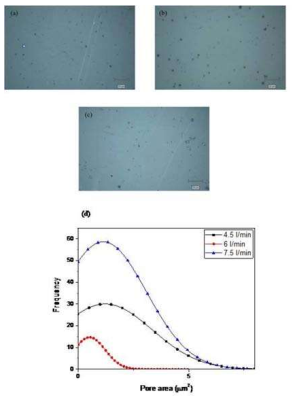 (a)
(b)
(c)
(d)
4.5 l/min
6 l/min
7.5 l/min
60
50
40
30
20
10
0
Frequency
0
5
Pore area (μm²)